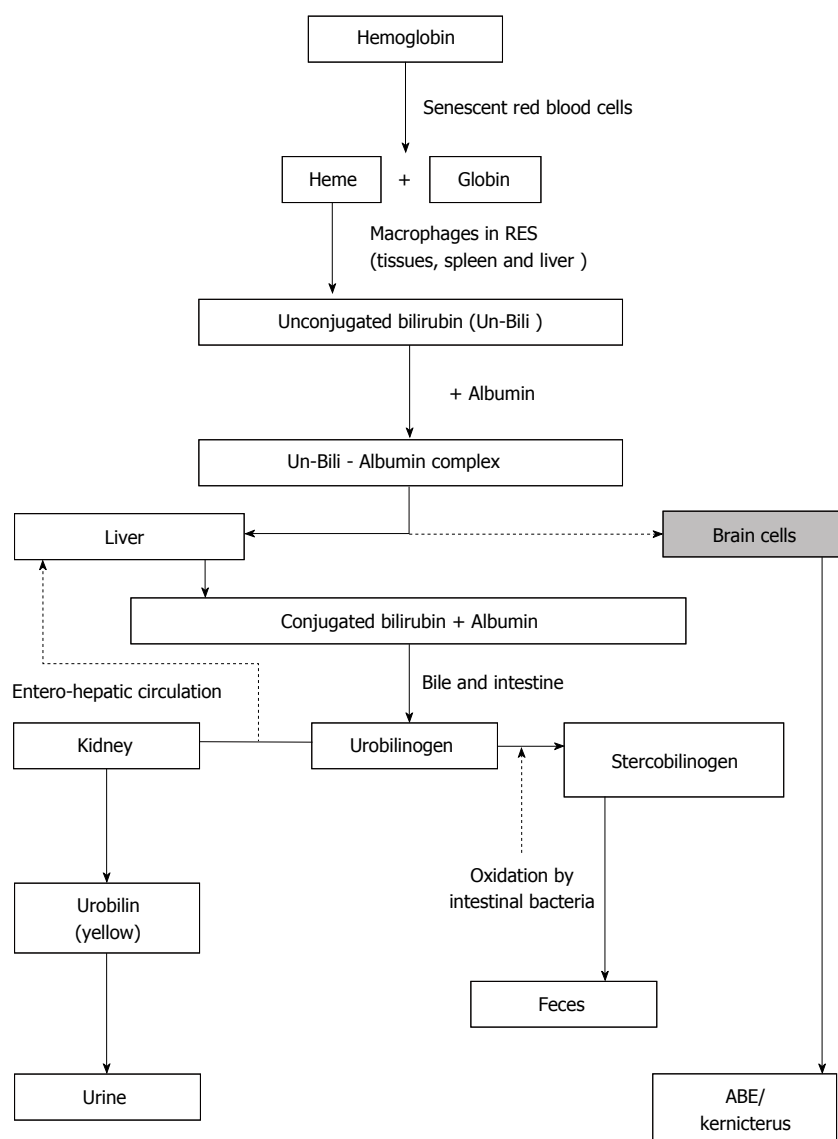 Hemoglobin
Senescent red blood cells
Heme + Globin
Macrophages in RES
(tissues, spleen and liver )
Unconjugated bilirubin (Un-Bili )
+ Albumin
Un-Bili - Albumin complex
Liver
Brain cells
Conjugated bilirubin + Albumin
Entero-hepatic circulation
Bile and intestine
Kidney
Urobilinogen
Stercobilinogen
Oxidation by
intestinal bacteria
Urobilin
(yellow)
Feces
Urine
ABE/
kernicterus